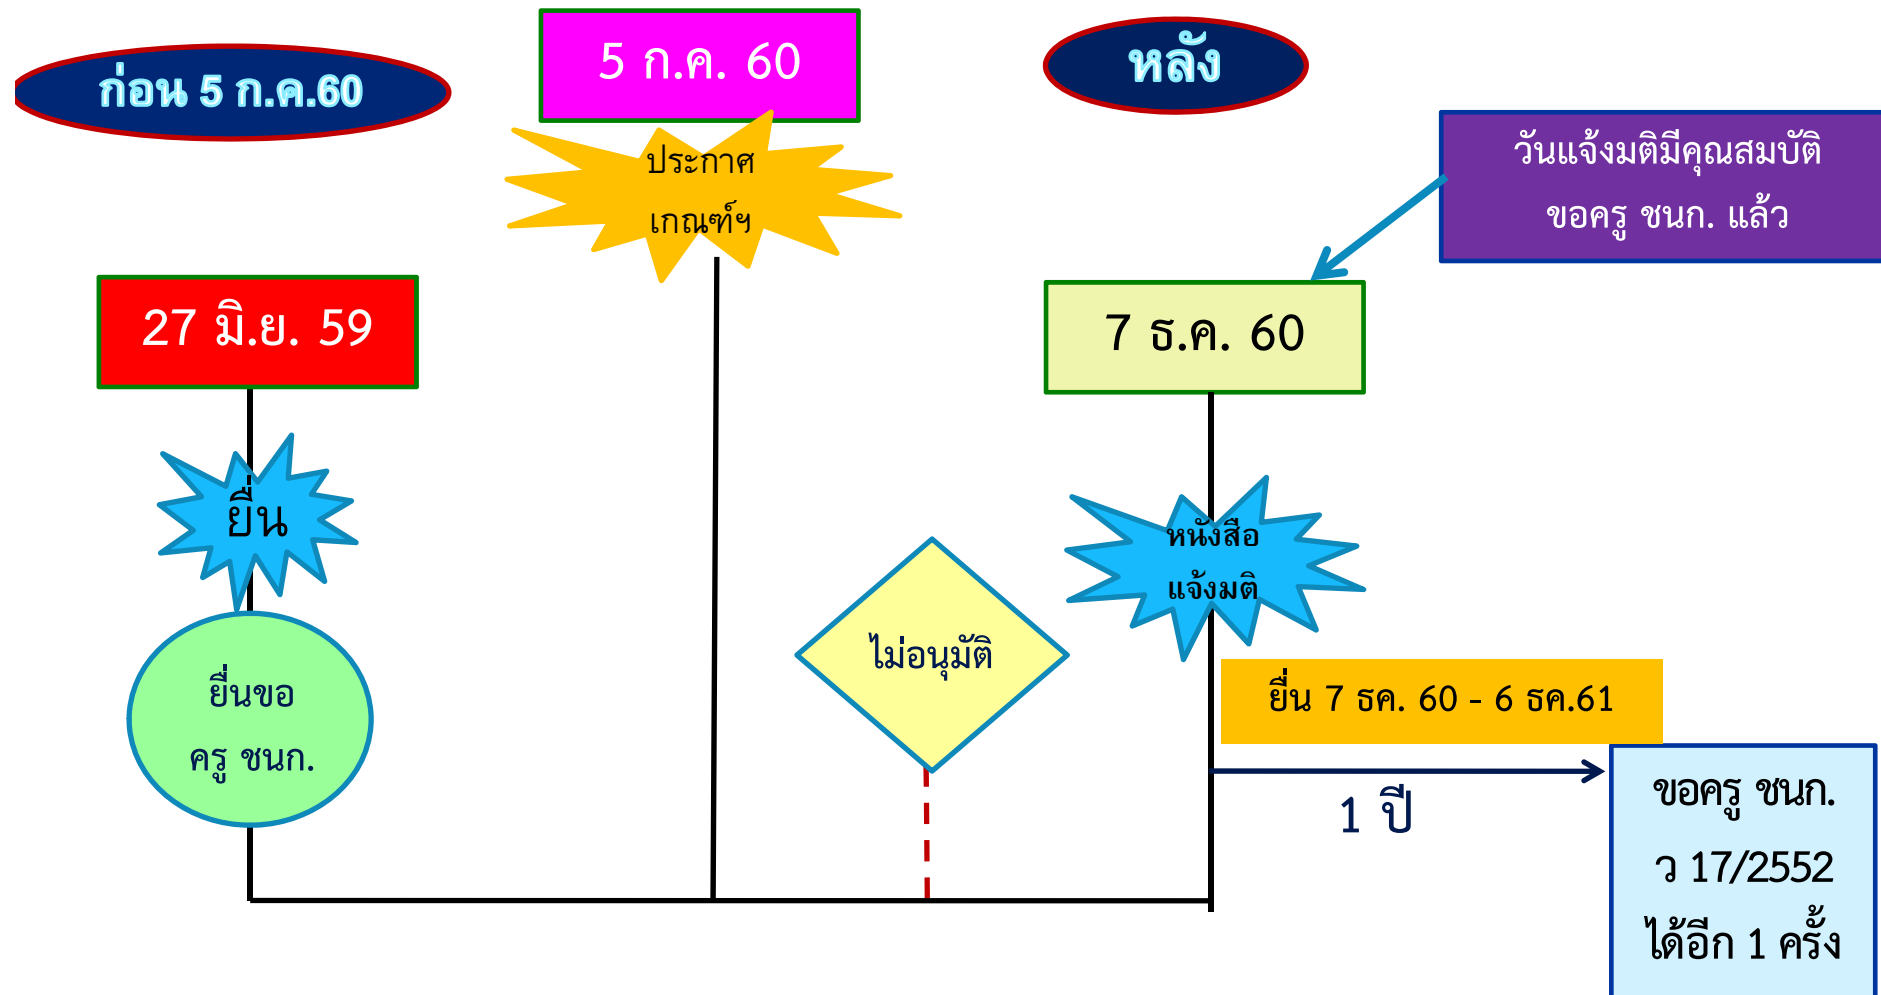 ก่อน 5 ก.ค.60
5 ก.ค. 60
หลัง
ประกาศ
เกณฑ์ฯ
วันแจ้งมติมีคุณสมบัติ
ขอครู ชนก. แล้ว
27 มิ.ย. 59
7 ธ.ค. 60
ยื่น
หนังสือ
แจ้งมติ
ไม่อนุมัติ
ยื่นขอ
ครู ชนก.
ยื่น 7 ธค. 60 - 6 ธค.61
1 ปี
ขอครู ชนก.
ว 17/2552
ได้อีก 1 ครั้ง